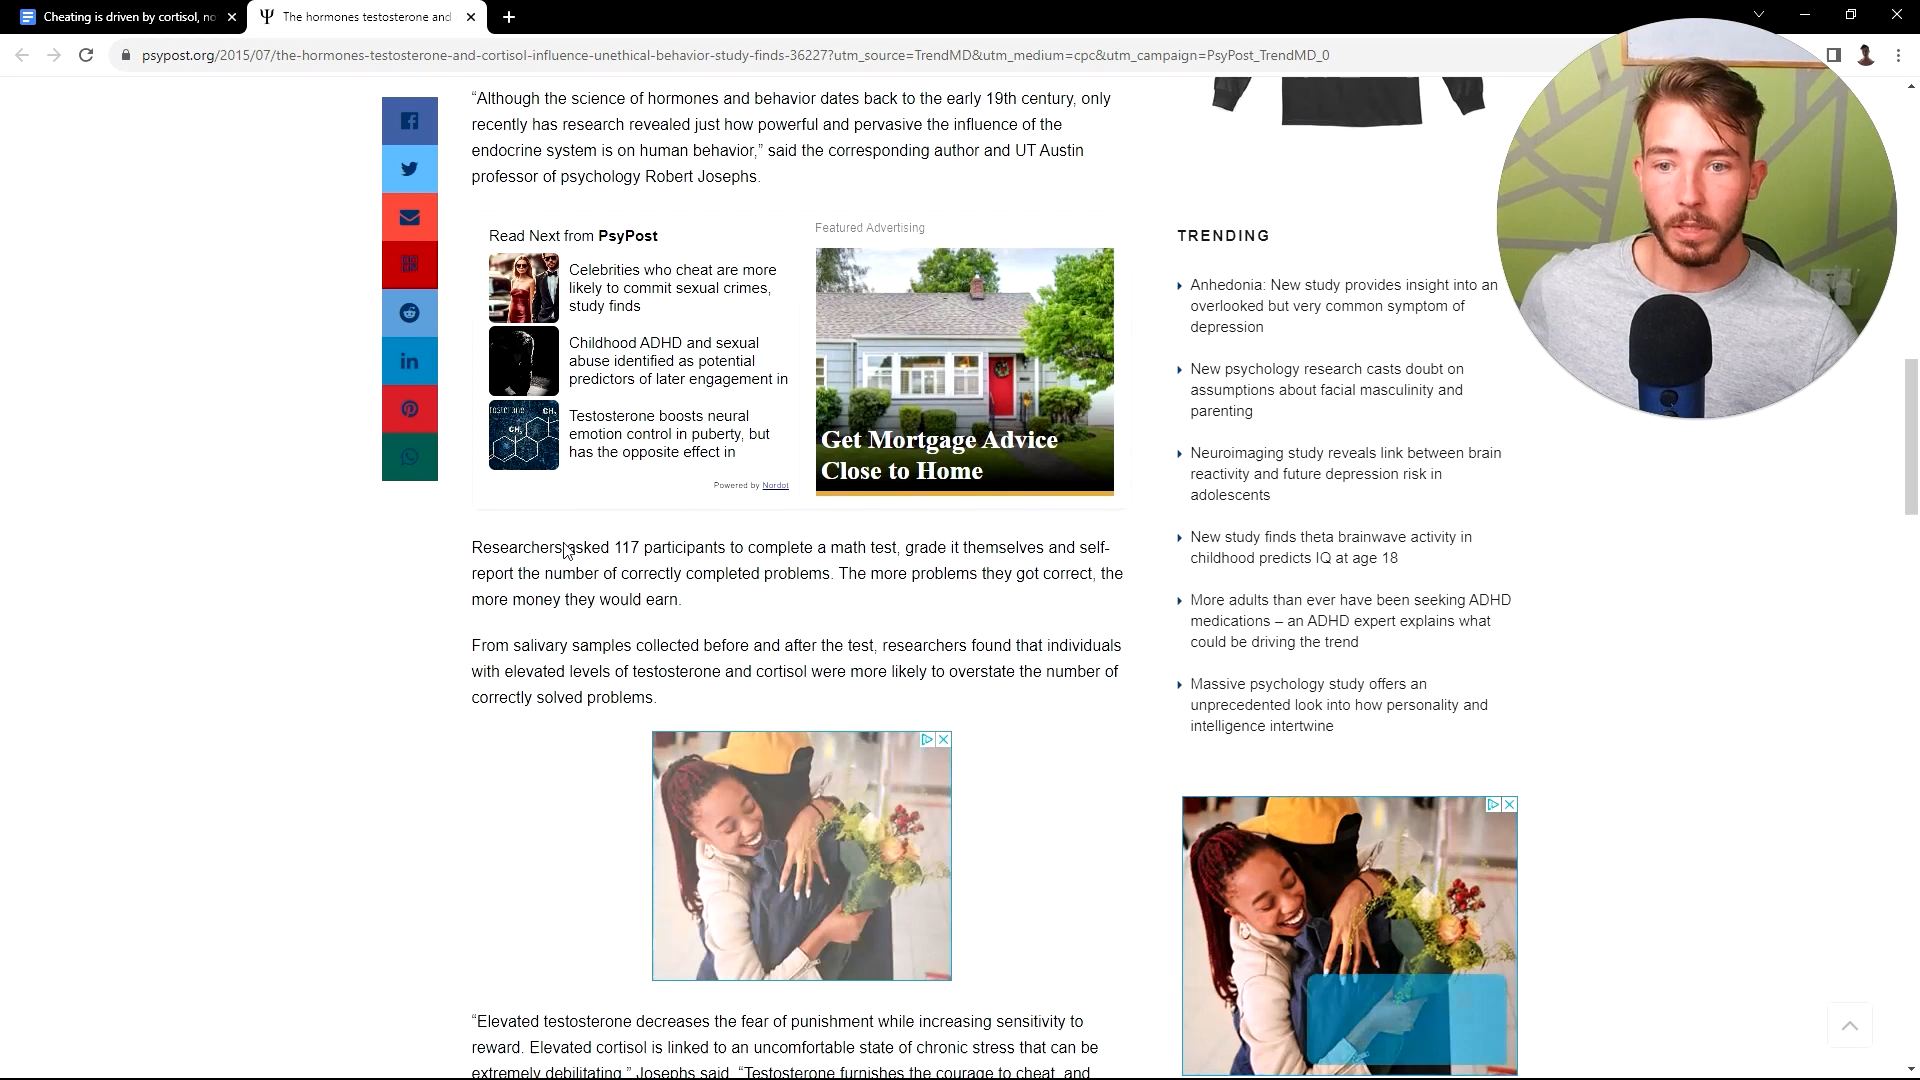 Cheating is driven by cortisol, no
The hormones testosterone and
psypost.org/2015/07/the-hormones-testosterone-and-cortisol-influence-unethical-behavior-study-finds-36227?utm_source=TrendMD&utm_medium=cpc&utm_campaign=PsyPost_TrendMD_0
“Although the science of hormones and behavior dates back to the early 19th century, only
recently has research revealed just how powerful and pervasive the influence of the
endocrine system is on human behavior,” said the corresponding author and UT Austin
professor of psychology Robert Josephs.
Read Next from PsyPost
Celebrities who cheat are more
likely to commit sexual crimes,
study finds
Childhood ADHD and sexual
abuse identified as potential
predictors of later engagement in
Testosterone boosts neural
emotion control in puberty, but
has the opposite effect in
Powered by Nordot
Featured Advertising
Get Mortgage Advice
Close to Home
Researchers asked 117 participants to complete a math test, grade it themselves and self-
report the number of correctly completed problems. The more problems they got correct, the
more money they would earn.
From salivary samples collected before and after the test, researchers found that individuals
with elevated levels of testosterone and cortisol were more likely to overstate the number of
correctly solved problems.
“Elevated testosterone decreases the fear of punishment while increasing sensitivity to
reward. Elevated cortisol is linked to an uncomfortable state of chronic stress that can be
extremely debilitating,” Josephs said. “Testosterone furnishes the courage to cheat, and
TRENDING
Anhedonia: New study provides insight into an
overlooked but very common symptom of
depression
New psychology research casts doubt on
assumptions about facial masculinity and
parenting
Neuroimaging study reveals link between brain
reactivity and future depression risk in
adolescents
New study finds theta brainwave activity in
childhood predicts IQ at age 18
More adults than ever have been seeking ADHD
medications – an ADHD expert explains what
could be driving the trend
Massive psychology study offers an
unprecedented look into how personality and
intelligence intertwine